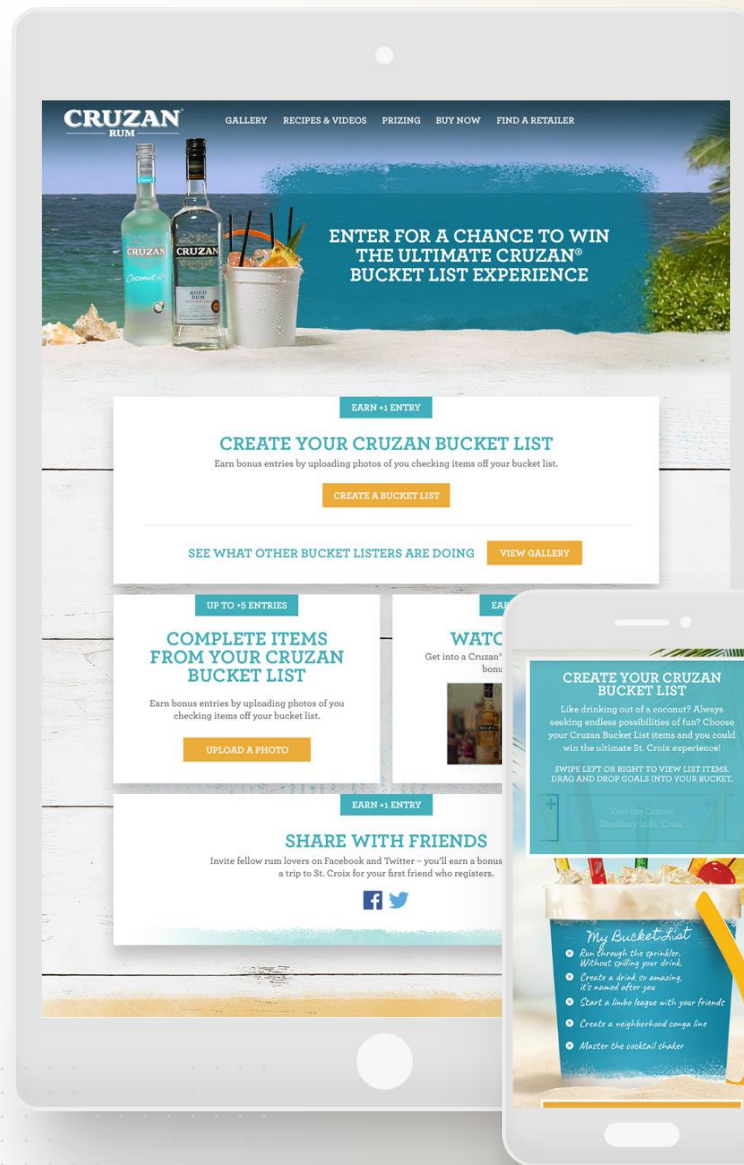 CRUZAN
RUM
GALLERY RECIPES & VIDEOS PRIZING BUY NOW FIND A RETAILER
CRUZAN
CRUZAN
AGED
RUM
ENTER FOR A CHANCE TO WIN
THE ULTIMATE CRUZAN®
BUCKET LIST EXPERIENCE
EARN +1 ENTRY
CREATE YOUR CRUZAN BUCKET LIST
Earn bonus entries by uploading photos of you checking items off your bucket list.
CREATE A BUCKET LIST
SEE WHAT OTHER BUCKET LISTERS ARE DOING
VIEW GALLERY
UP TO +5 ENTRIES
COMPLETE ITEMS
FROM YOUR CRUZAN
BUCKET LIST
Earn bonus entries by uploading photos of you
checking items off your bucket list.
UPLOAD A PHOTO
WATC
Get into a Cruzan®
bonu
EARN +1 ENTRY
SHARE WITH FRIENDS
Invite fellow rum lovers on Facebook and Twitter – you'll earn a bonus
a trip to St. Croix for your first friend who registers.
CREATE YOUR CRUZAN
BUCKET LIST
Like drinking out of a coconut? Always
seeking endless possibilities of fun? Choose
your Cruzan Bucket List items and you could
win the ultimate St. Croix experience!
SWIPE LEFT OR RIGHT TO VIEW LIST ITEMS.
DRAG AND DROP GOALS INTO YOUR BUCKET.
Visit the Cruzan
Distillery in St. Croix
My Bucket List
Run through the sprinkler.
Without spilling your drink.
Create a drink so amazing,
it's named after you
Start a limbo league with your friends
Create a neighborhood conga line
Master the cocktail shaker